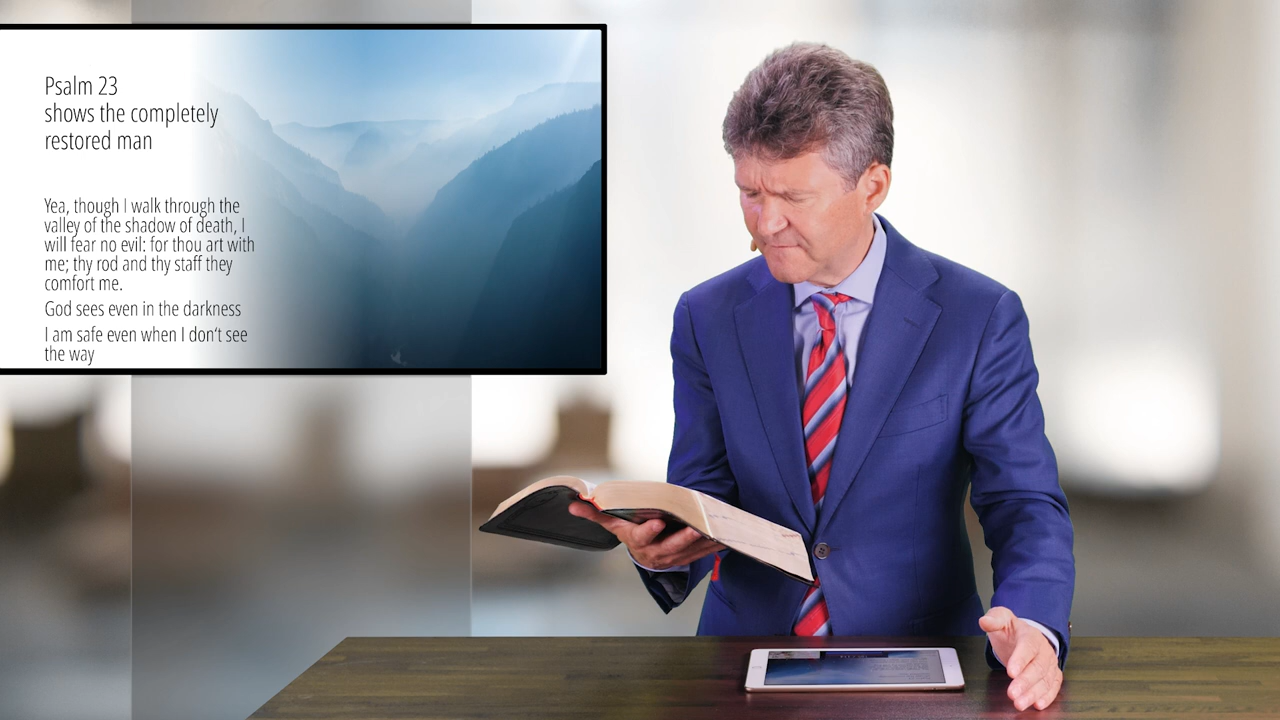 Psalm 23
shows the completely
restored man
Yea, though I walk through the
valley of the shadow of death, I
will fear no evil: for thou art with
me; thy rod and thy staff they
comfort me.
God sees even in the darkness
I am safe even when I don't see
the way